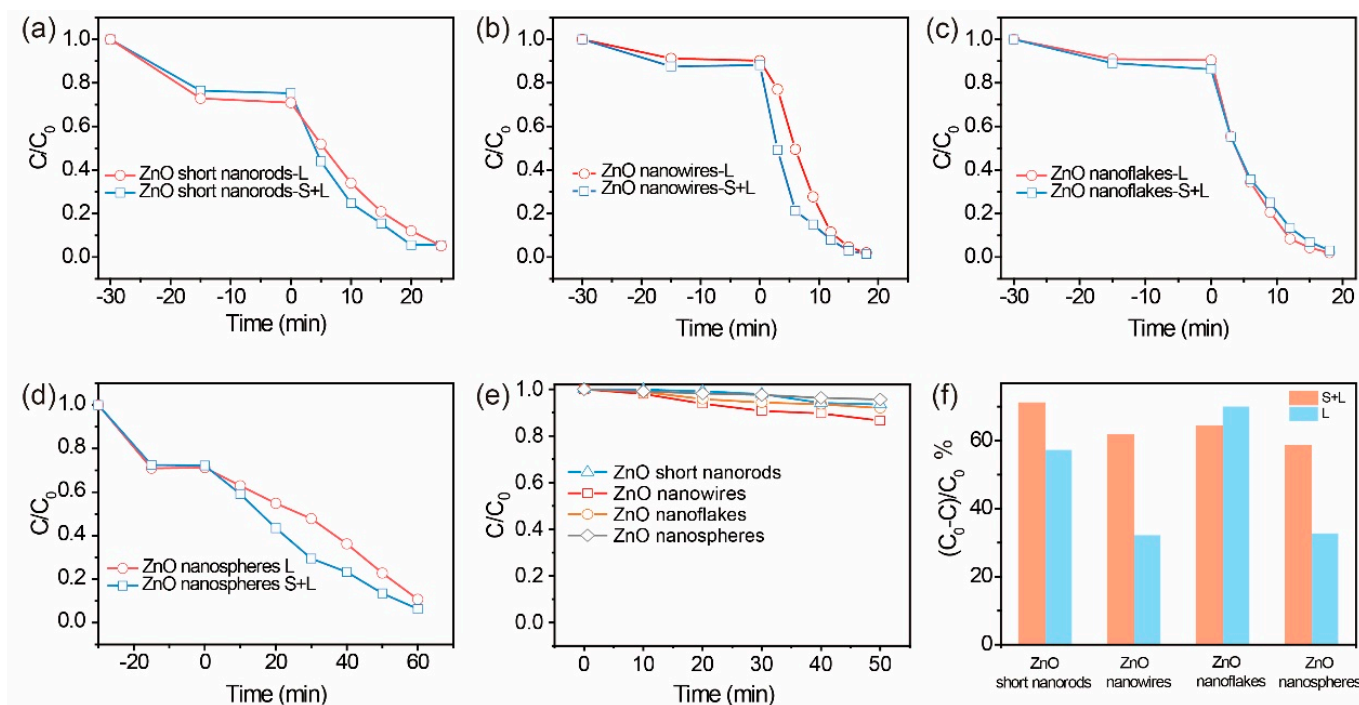 (a)
1.0
0.8
0.6
0.4
0.2
0.0
C/C0
ZnO short nanorods-L
ZnO short nanorods-S+L
-30 -20 -10 0 10 20
Time (min)
(b)
1.0
0.8
0.6
0.4
0.2
0.0
C/C0
ZnO nanowires-L
ZnO nanowires-S+L
-30 -20 -10 0 10 20
Time (min)
(c)
1.0
0.8
0.6
0.4
0.2
0.0
C/C0
ZnO nanoflakes-L
ZnO nanoflakes-S+L
-30 -20 -10 0 10 20
Time (min)
(d)
1.0
0.8
0.6
0.4
0.2
0.0
C/C0
ZnO nanospheres L
ZnO nanospheres S+L
-20 0 20 40 60
Time (min)
(e)
1.0
0.8
0.6
0.4
0.2
0.0
C/C0
ZnO short nanorods
ZnO nanowires
ZnO nanoflakes
ZnO nanospheres
0 10 20 30 40 50
Time (min)
(f)
S+L
L
60
40
20
0
(C0-C)/C0 %
ZnO
short nanorods
ZnO
nanowires
ZnO
nanoflakes
ZnO
nanospheres